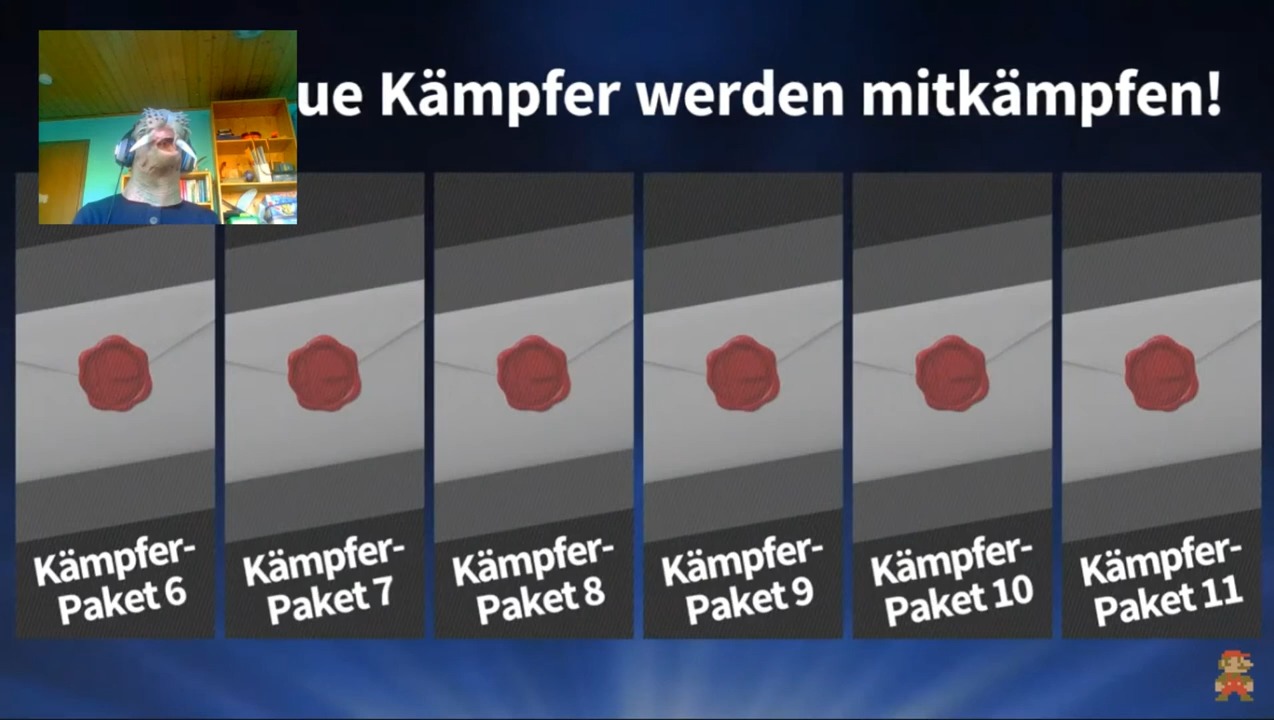 ue Kämpfer werden mitkämpfen!
Kämpfer-
Paket 6
Kämpfer-
Paket 7
Kämpfer-
Paket 8
Kämpfer-
Paket 9
Kämpfer-
Paket 10
Kämpfer-
Paket 11